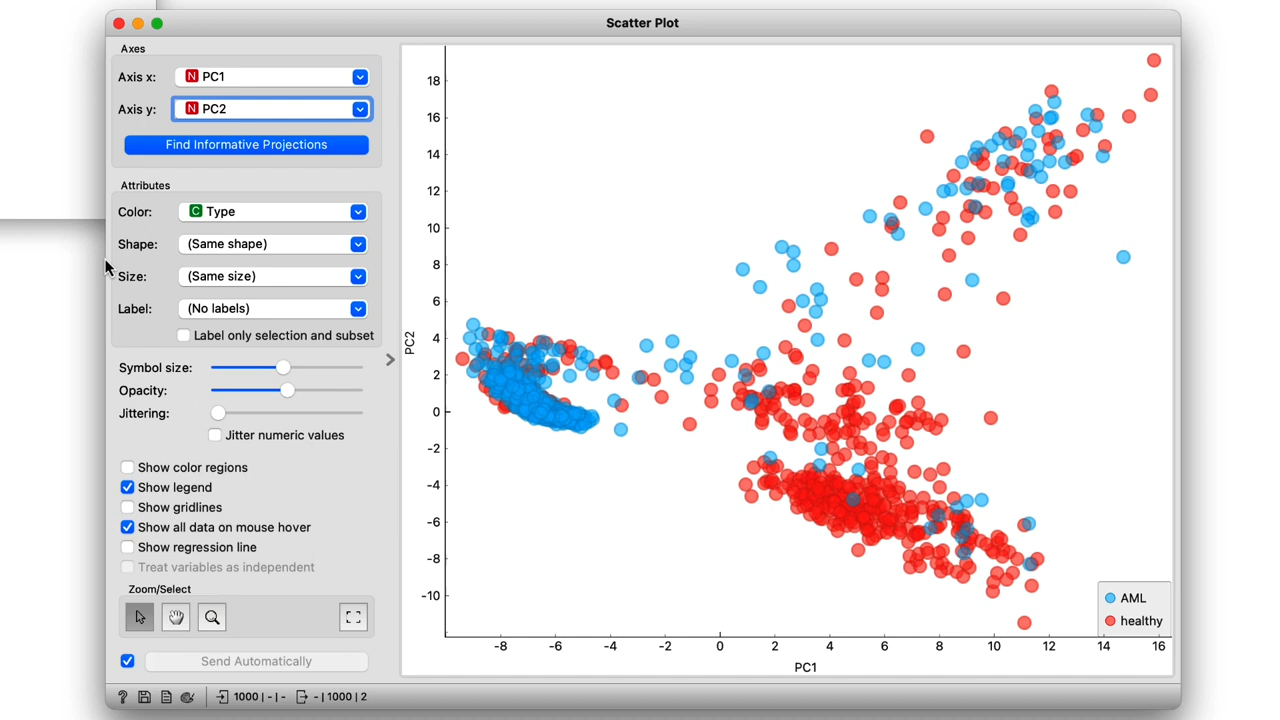 Scatter Plot
Axes
Axis x: N PC1
Axis y: N PC2
Find Informative Projections
Attributes
Color: C Type
Shape: (Same shape)
Size: (Same size)
Label: (No labels)
Label only selection and subset
Symbol size:
Opacity:
Jittering:
Jitter numeric values
Show color regions
Show legend
Show gridlines
Show all data on mouse hover
Show regression line
Treat variables as independent
Zoom/Select
Send Automatically
? 1000 | - | - - | 1000 | 2
PC2
18
16
14
12
10
8
6
4
2
0
-2
-4
-6
-8
-10
-8 -6 -4 -2 0 2 4 6 8 10 12 14 16
PC1
AML
healthy